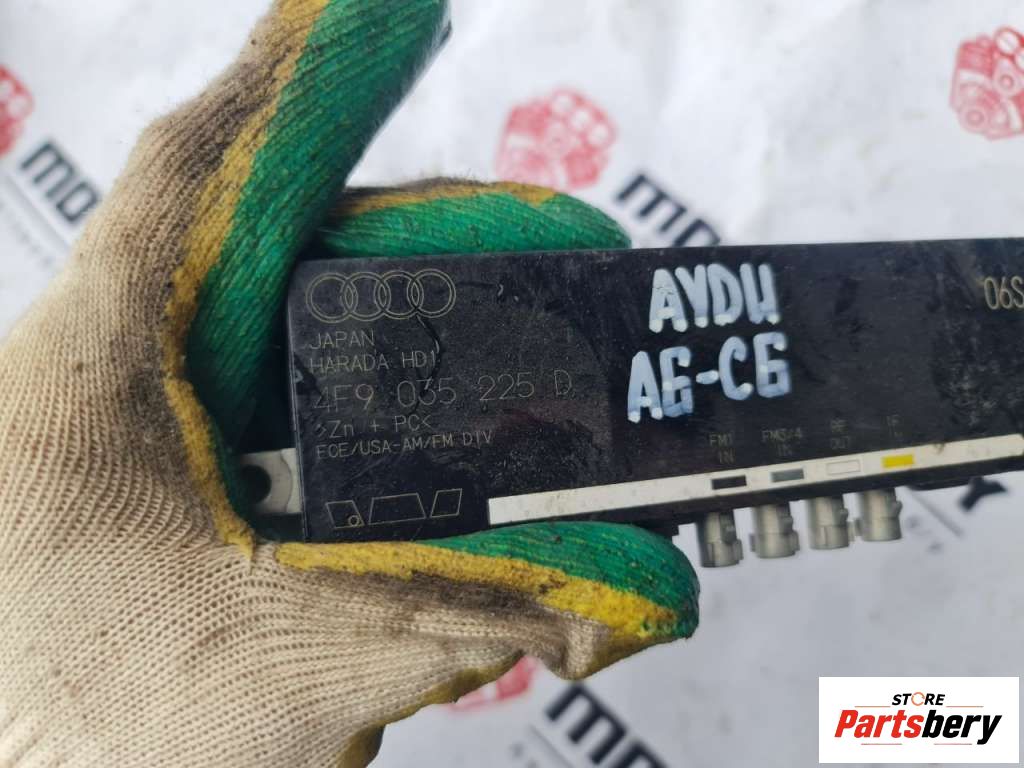 JAPAN
HARADA HD1
4F9 035 225 D
>Zn + PC<
ECE/USA-AM/FM DIV
AYDU
A6-C6
06S
FM1
IN
FM3/4
IN
RF
OUT
STORE
Partsbery